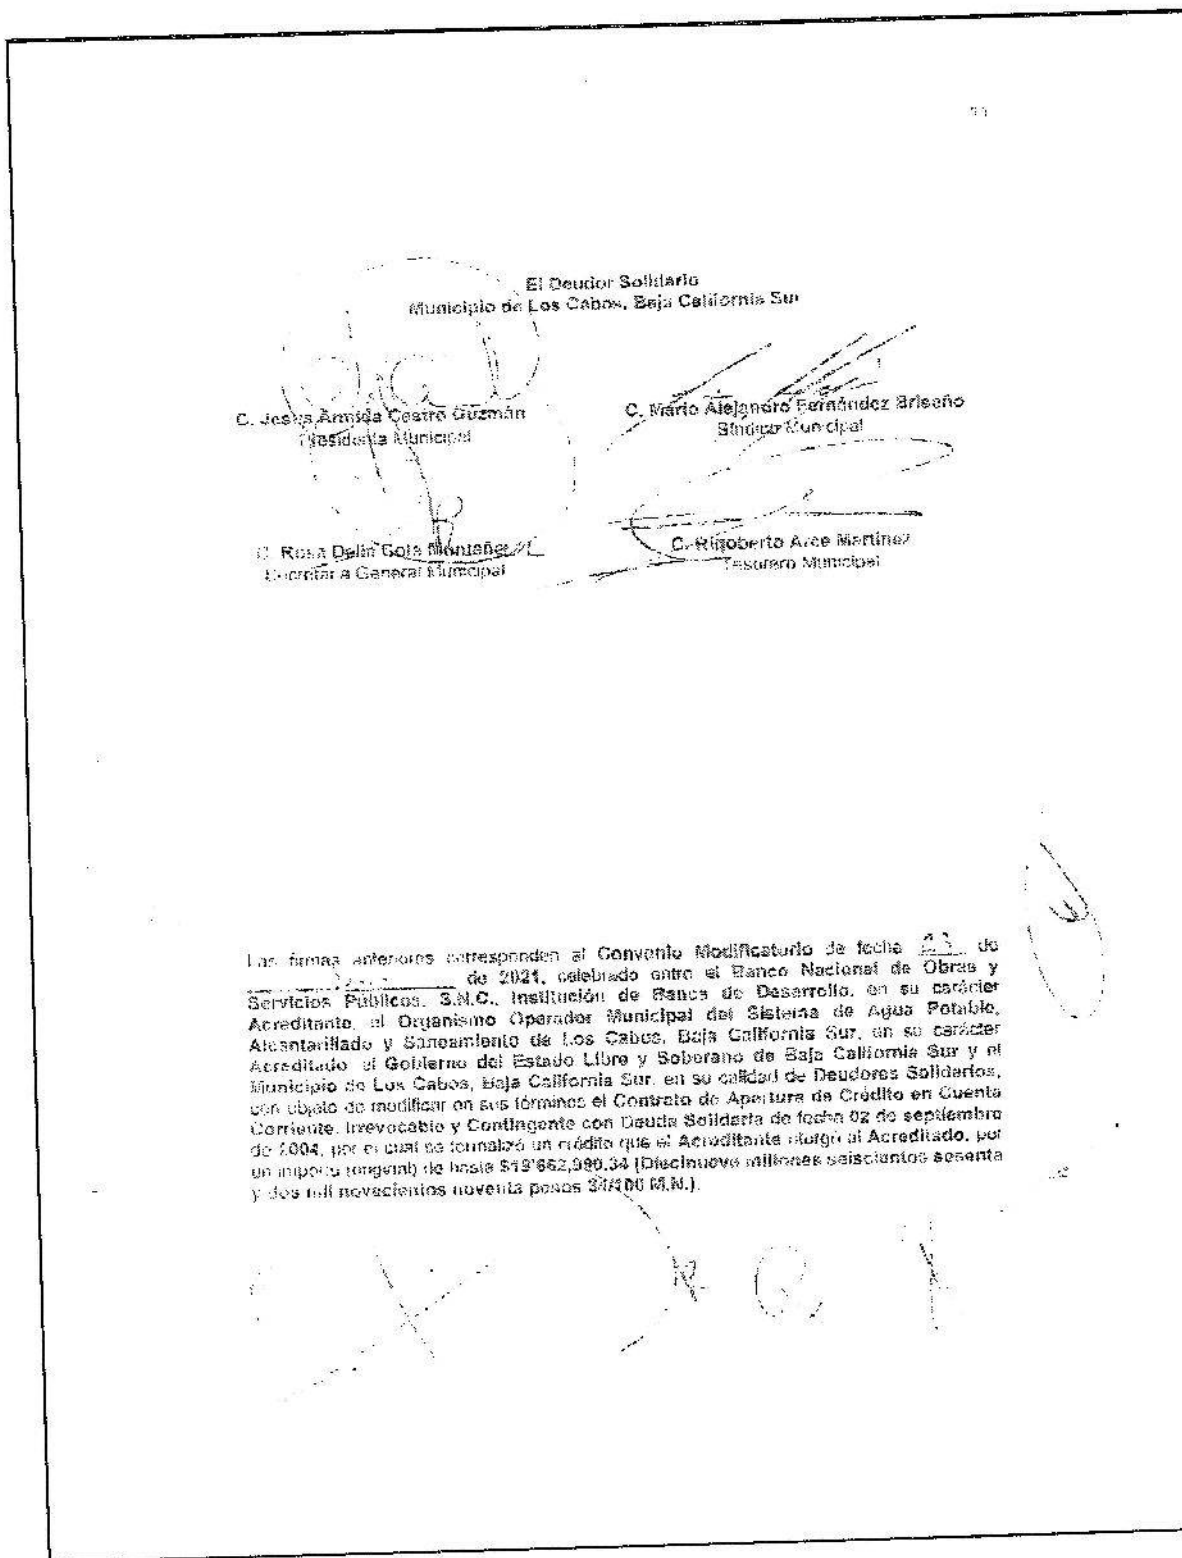 El Deudor Solidario
Municipio de Los Cabos, Baja California Sur
C. Jesús Armida Castro Guzmán
Presidenta Municipal
C. Mario Alejandro Fernández Briseño
Síndico Municipal
C. Rosa Delia Cota Montaño
Secretaria General Municipal
C. Rigoberto Arce Martínez
Tesorero Municipal
Las firmas anteriores corresponden al Convenio Modificatorio de fecha de
de 2021, celebrado entre el Banco Nacional de Obras y
Servicios Públicos, S.N.C., Institución de Banca de Desarrollo, en su carácter
Acreditante, el Organismo Operador Municipal del Sistema de Agua Potable,
Alcantarillado y Saneamiento de Los Cabos, Baja California Sur, en su carácter
Acreditado el Gobierno del Estado Libre y Soberano de Baja California Sur y el
Municipio de Los Cabos, Baja California Sur, en su calidad de Deudores Solidarios,
con objeto de modificar en sus términos el Contrato de Apertura de Crédito en Cuenta
Corriente, Irrevocable y Contingente con Deuda Solidaria de fecha 02 de septiembre
de 2004, por el cual se formalizó un crédito que el Acreditante otorgó al Acreditado, por
un importe (original) de hasta $19'662,990.34 (Diecinueve millones seiscientos sesenta
y dos mil novecientos noventa pesos 34/100 M.N.).